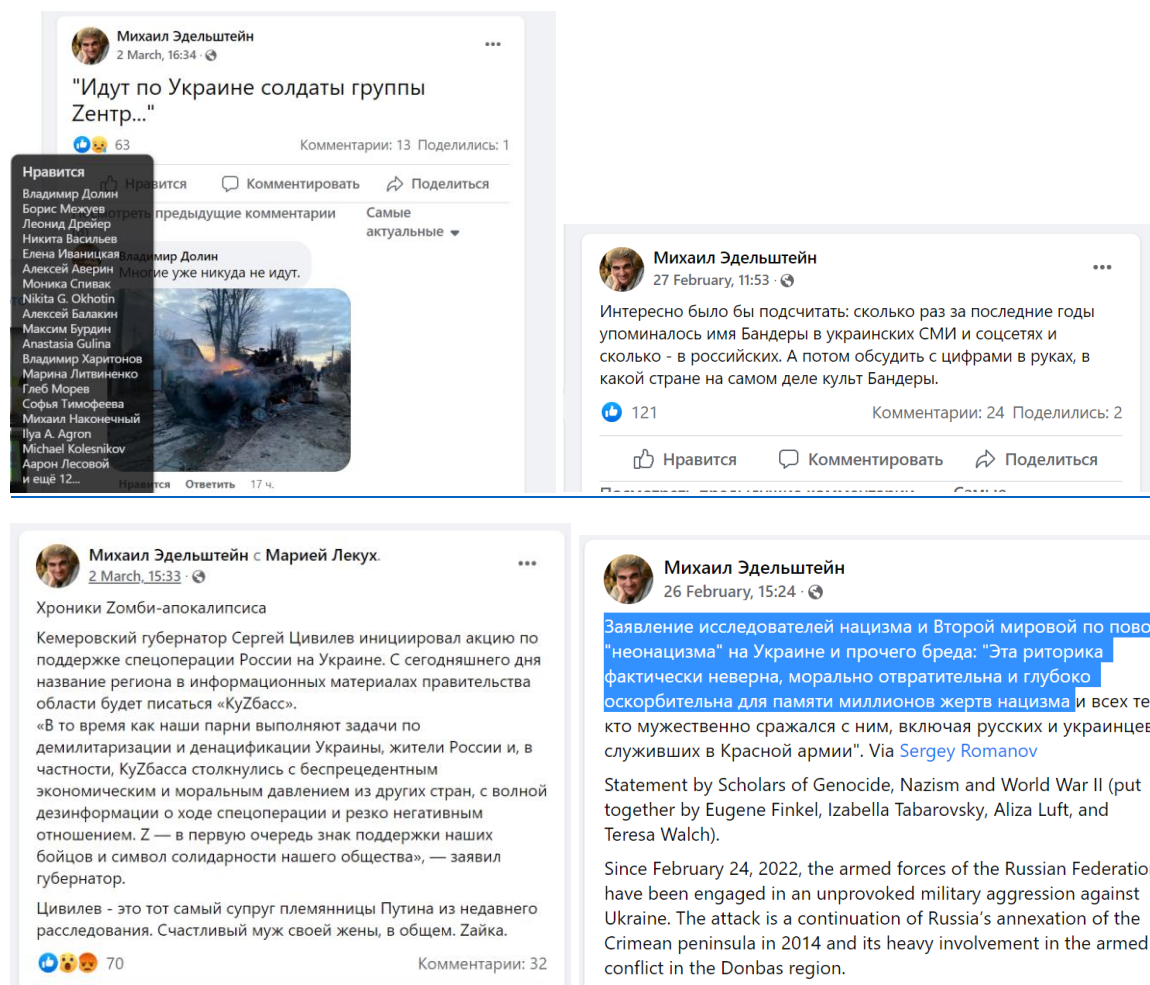 Михаил Эдельштейн
2 March, 16:34 ·
"Идут по Украине солдаты группы
Zентр..."
63
Комментарии: 13 Поделились: 1
Нравится
Комментировать
Поделиться
предыдущие комментарии
Самые
актуальные
Владимир Долин
Многие уже никуда не идут.
Нравится Ответить 17 ч.
Нравится
Владимир Долин
Борис Межуев
Леонид Дрейер
Никита Васильев
Елена Иваницкая
Алексей Аверин
Моника Спивак
Nikita G. Okhotin
Алексей Балакин
Максим Бурдин
Anastasia Gulina
Владимир Харитонов
Марина Литвиненко
Глеб Морев
Софья Тимофеева
Михаил Наконечный
Ilya A. Agron
Michael Kolesnikov
Аарон Лесовой
и ещё 12...
Михаил Эдельштейн
27 February, 11:53 ·
Интересно было бы подсчитать: сколько раз за последние годы
упоминалось имя Бандеры в украинских СМИ и соцсетях и
сколько - в российских. А потом обсудить с цифрами в руках, в
какой стране на самом деле культ Бандеры.
121
Комментарии: 24 Поделились: 2
Нравится
Комментировать
Поделиться
Михаил Эдельштейн с Марией Лекух.
2 March, 15:33 ·
Хроники Zомби-апокалипсиса
Кемеровский губернатор Сергей Цивилев инициировал акцию по
поддержке спецоперации России на Украине. С сегодняшнего дня
название региона в информационных материалах правительства
области будет писаться «КуZбасс».
«В то время как наши парни выполняют задачи по
демилитаризации и денацификации Украины, жители России и, в
частности, КуZбасса столкнулись с беспрецедентным
экономическим и моральным давлением из других стран, с волной
дезинформации о ходе спецоперации и резко негативным
отношением. Z — в первую очередь знак поддержки наших
бойцов и символ солидарности нашего общества», — заявил
губернатор.
Цивилев - это тот самый супруг племянницы Путина из недавнего
расследования. Счастливый муж своей жены, в общем. Zайка.
70
Комментарии: 32
Михаил Эдельштейн
26 February, 15:24 ·
Заявление исследователей нацизма и Второй мировой по пово
"неонацизма" на Украине и прочего бреда: "Эта риторика
фактически неверна, морально отвратительна и глубоко
оскорбительна для памяти миллионов жертв нацизма и всех те
кто мужественно сражался с ним, включая русских и украинцев
служивших в Красной армии". Via Sergey Romanov
Statement by Scholars of Genocide, Nazism and World War II (put
together by Eugene Finkel, Izabella Tabarovsky, Aliza Luft, and
Teresa Walch).
Since February 24, 2022, the armed forces of the Russian Federatio
have been engaged in an unprovoked military aggression against
Ukraine. The attack is a continuation of Russia's annexation of the
Crimean peninsula in 2014 and its heavy involvement in the armed
conflict in the Donbas region.